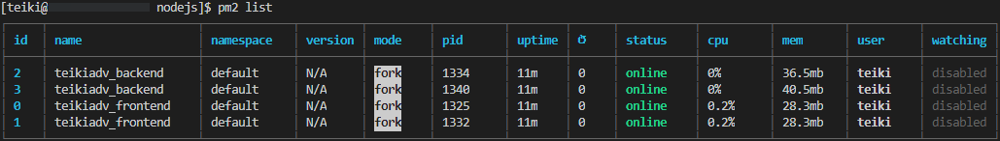 [teiki@ nodejs]$ pm2 list
id name namespace version mode pid uptime ↺ status cpu mem user watching
2 teikiadv_backend default N/A fork 1334 11m 0 online 0% 36.5mb teiki disabled
3 teikiadv_backend default N/A fork 1340 11m 0 online 0% 40.5mb teiki disabled
0 teikiadv_frontend default N/A fork 1325 11m 0 online 0.2% 28.3mb teiki disabled
1 teikiadv_frontend default N/A fork 1332 11m 0 online 0.2% 28.3mb teiki disabled